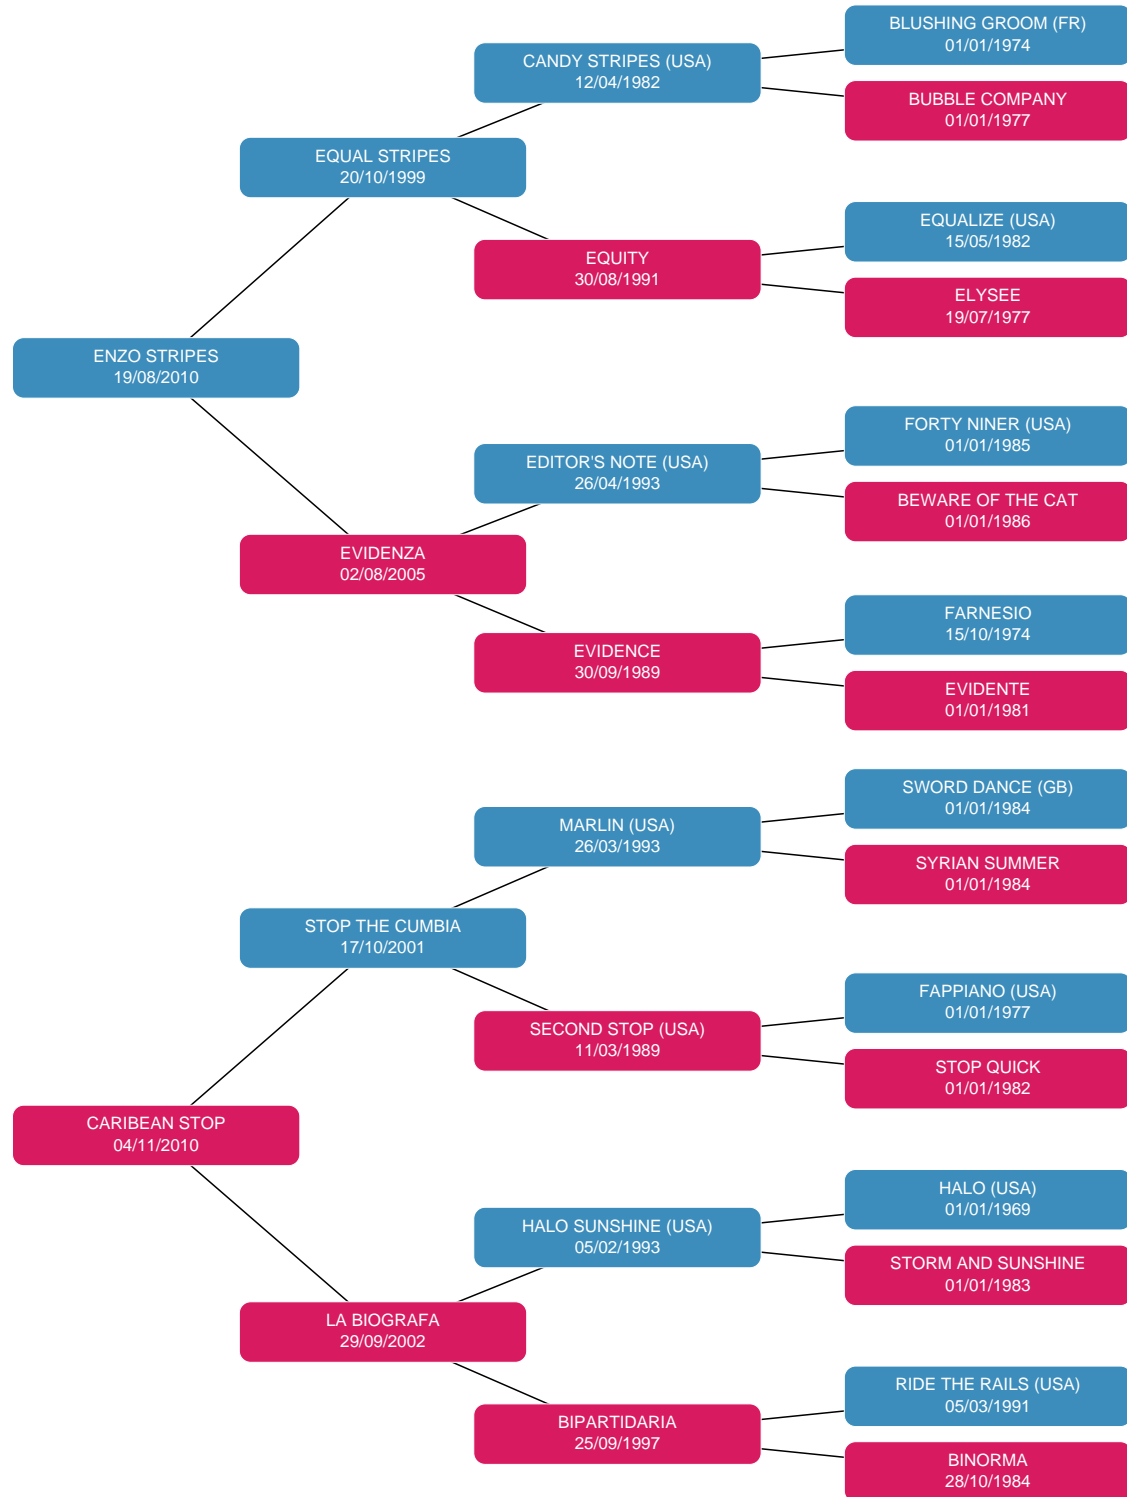 BLUSHING GROOM (FR)
01/01/1974
CANDY STRIPES (USA)
12/04/1982
BUBBLE COMPANY
01/01/1977
EQUAL STRIPES
20/10/1999
EQUALIZE (USA)
15/05/1982
EQUITY
30/08/1991
ELYSEE
19/07/1977
ENZO STRIPES
19/08/2010
FORTY NINER (USA)
01/01/1985
EDITOR'S NOTE (USA)
26/04/1993
BEWARE OF THE CAT
01/01/1986
EVIDENZA
02/08/2005
FARNESIO
15/10/1974
EVIDENCE
30/09/1989
EVIDENTE
01/01/1981
SWORD DANCE (GB)
01/01/1984
MARLIN (USA)
26/03/1993
SYRIAN SUMMER
01/01/1984
STOP THE CUMBIA
17/10/2001
FAPPIANO (USA)
01/01/1977
SECOND STOP (USA)
11/03/1989
STOP QUICK
01/01/1982
CARIBEAN STOP
04/11/2010
HALO (USA)
01/01/1969
HALO SUNSHINE (USA)
05/02/1993
STORM AND SUNSHINE
01/01/1983
LA BIOGRAFA
29/09/2002
RIDE THE RAILS (USA)
05/03/1991
BIPARTIDARIA
25/09/1997
BINORMA
28/10/1984